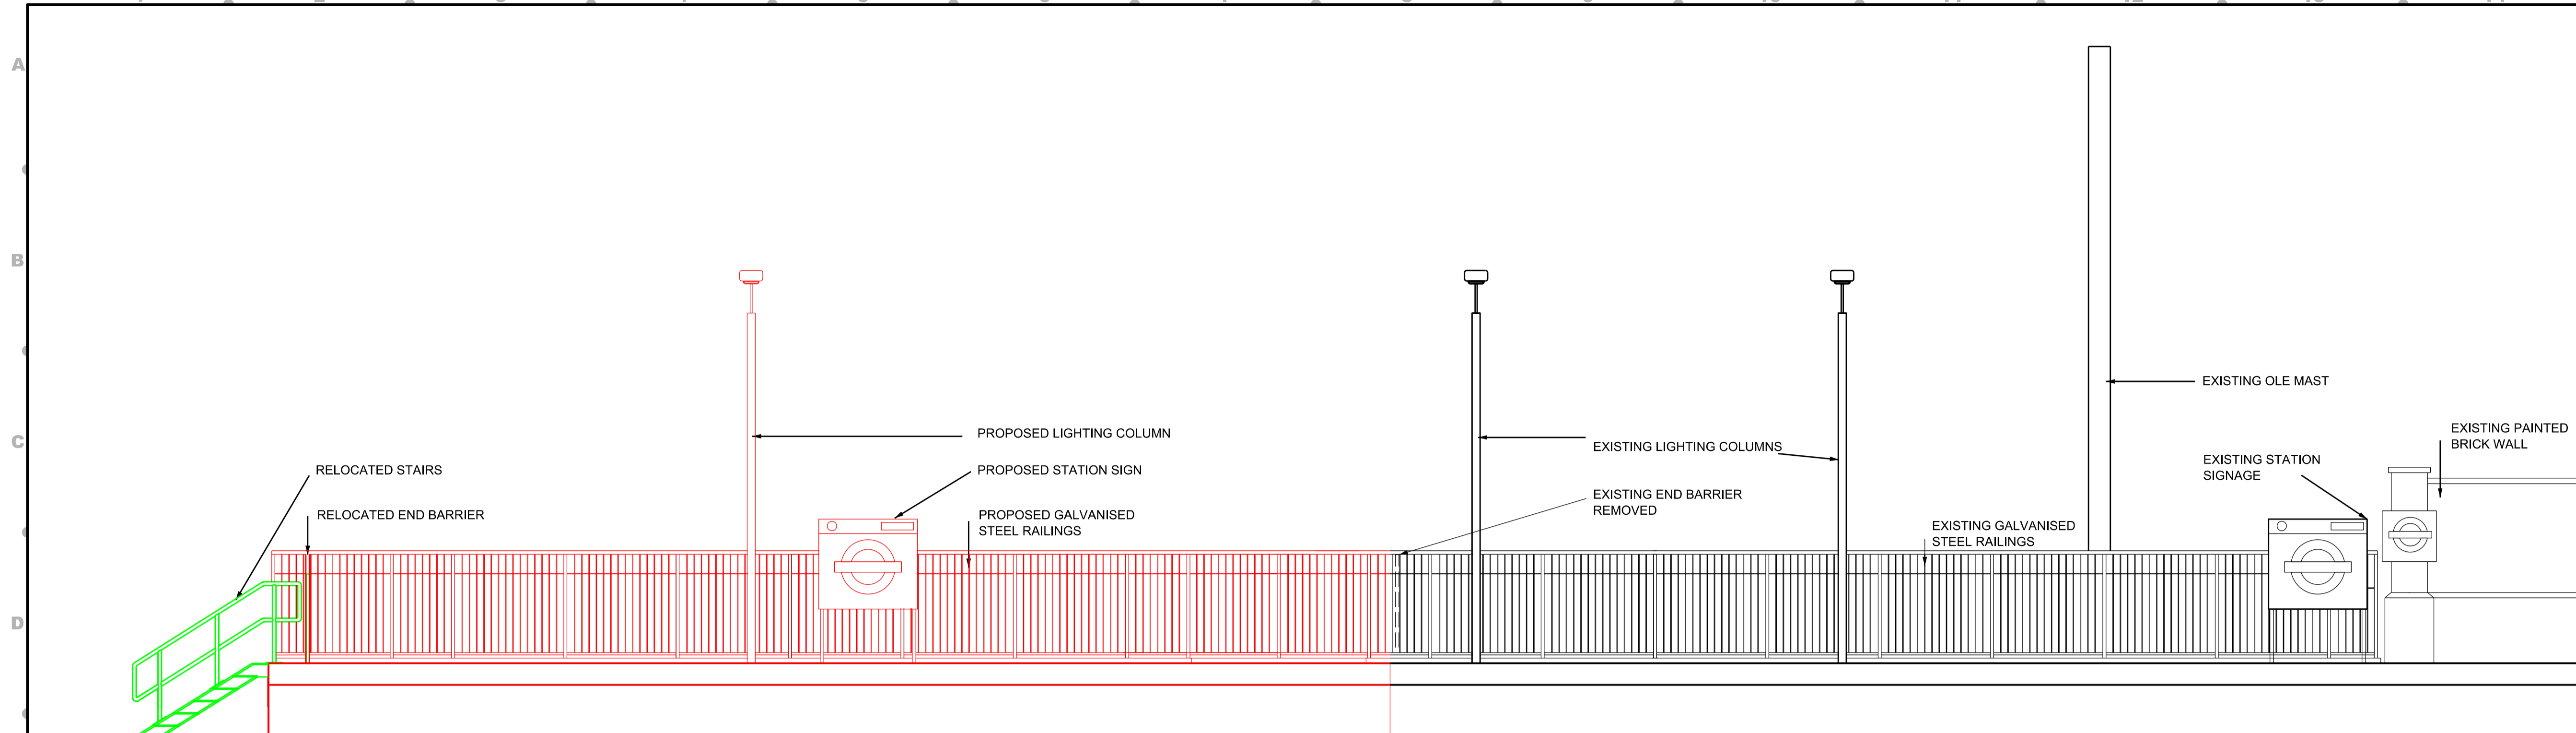 A
B
EXISTING OLE MAST
C
PROPOSED LIGHTING COLUMN
EXISTING LIGHTING COLUMNS
EXISTING PAINTED
BRICK WALL
RELOCATED STAIRS
PROPOSED STATION SIGN
EXISTING STATION
SIGNAGE
EXISTING END BARRIER
REMOVED
RELOCATED END BARRIER
PROPOSED GALVANISED
STEEL RAILINGS
EXISTING GALVANISED
STEEL RAILINGS
D